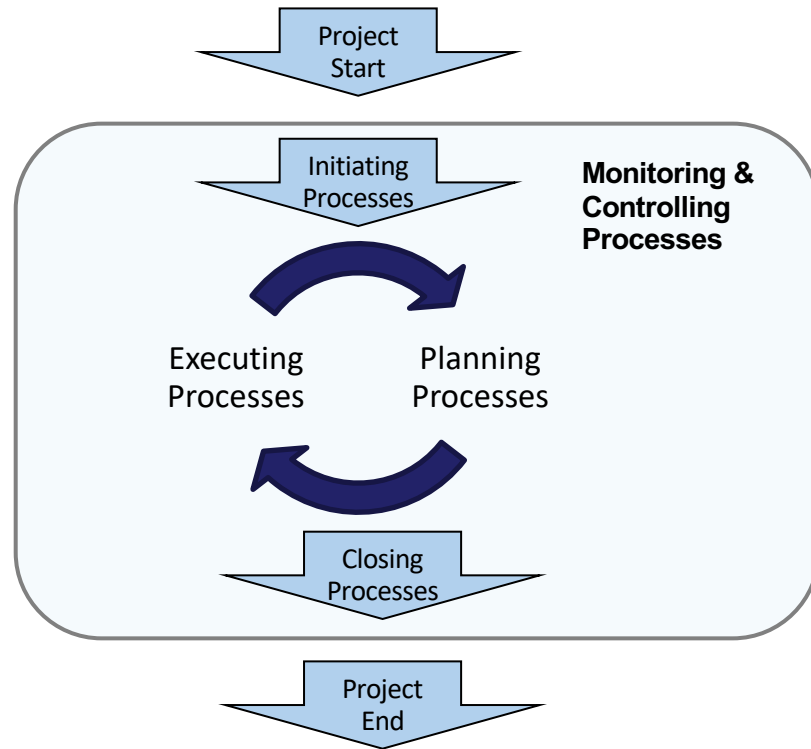 Project
Start
Initiating
Processes
Monitoring &
Controlling
Processes
Executing
Processes
Planning
Processes
Closing
Processes
Project
End